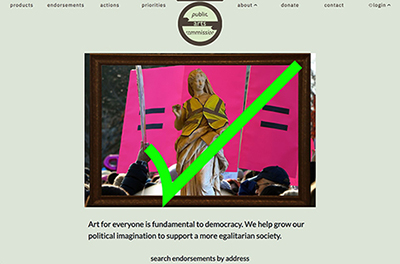 products endorsements actions priorities about donate contact login
public
arts
commission
Art for everyone is fundamental to democracy. We help grow our
political imagination to support a more egalitarian society.
search endorsements by address